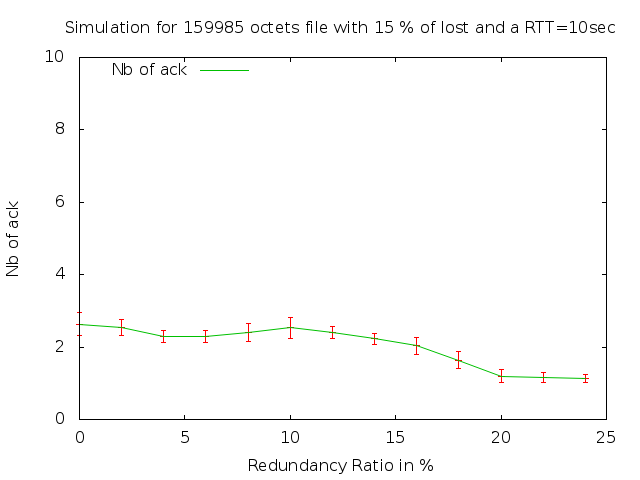 Simulation for 159985 octets file with 15 % of lost and a RTT=10sec
Nb of ack
10
8
6
4
2
0
Nb of ack
0 5 10 15 20 25
Redundancy Ratio in %